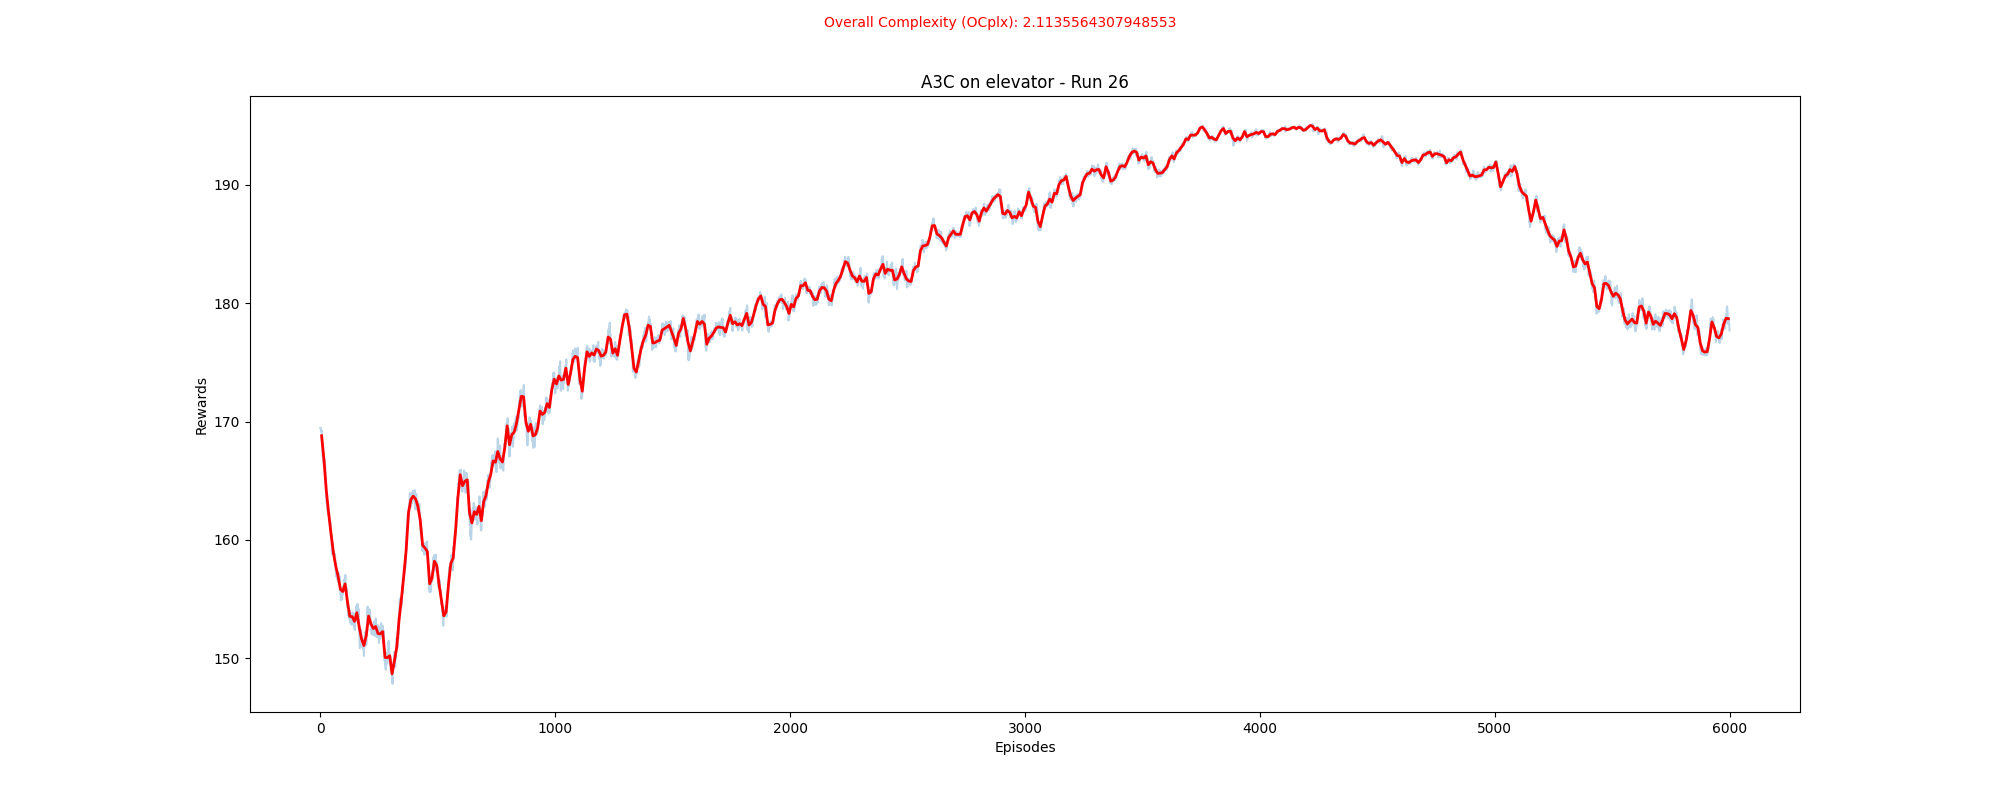 Overall Complexity (OCplx): 2.1135564307948553
A3C on elevator - Run 26
Rewards
190
180
170
160
150
0 1000 2000 3000 4000 5000 6000
Episodes